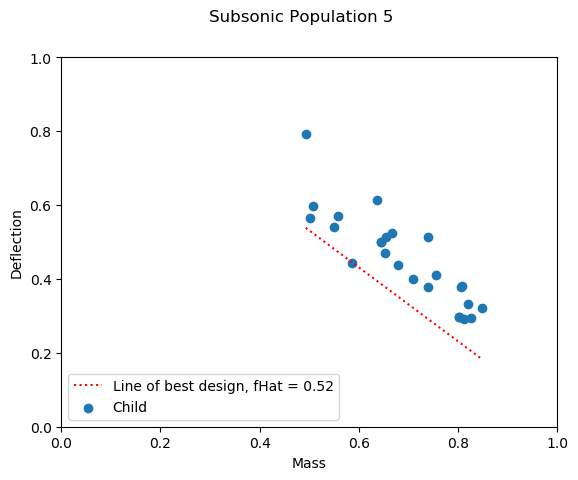 Subsonic Population 5
1.0
0.8
0.6
0.4
0.2
0.0
Deflection
Line of best design, fHat = 0.52
Child
0.0 0.2 0.4 0.6 0.8 1.0
Mass